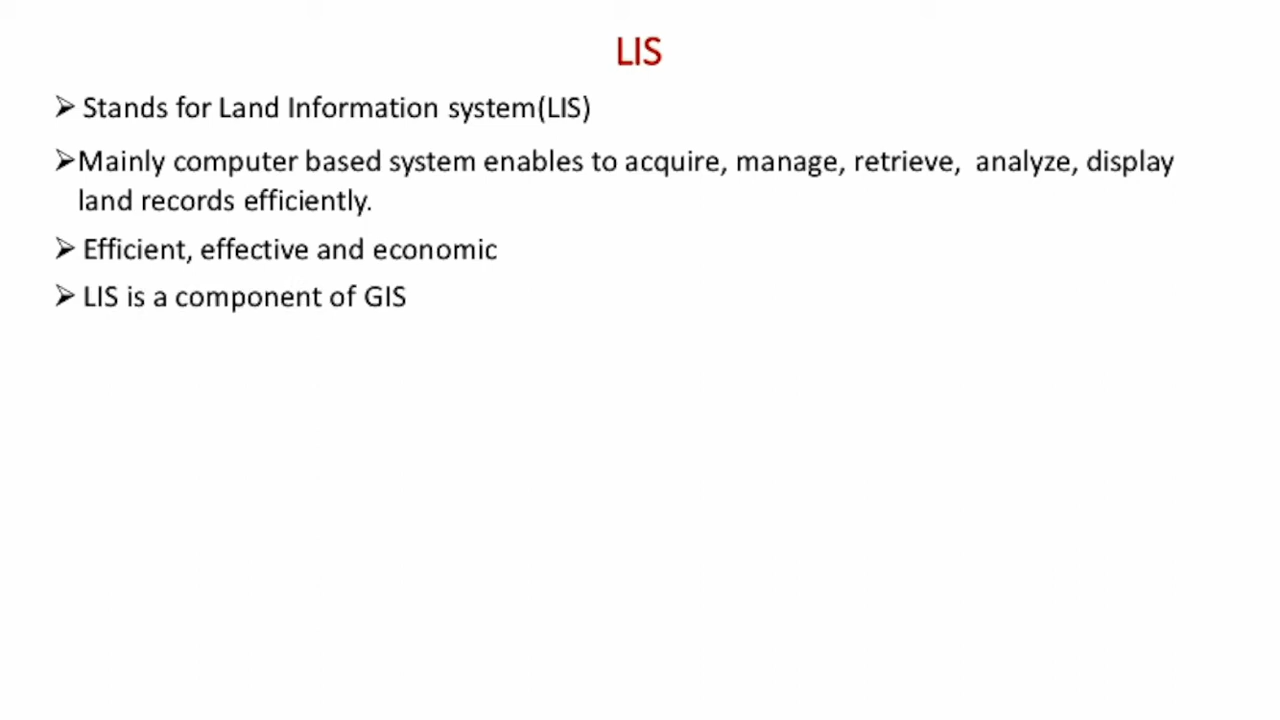 LIS
➤ Stands for Land Information system(LIS)
➤Mainly computer based system enables to acquire, manage, retrieve,  analyze, display
land records efficiently.
➤ Efficient, effective and economic
➤ LIS is a component of GIS